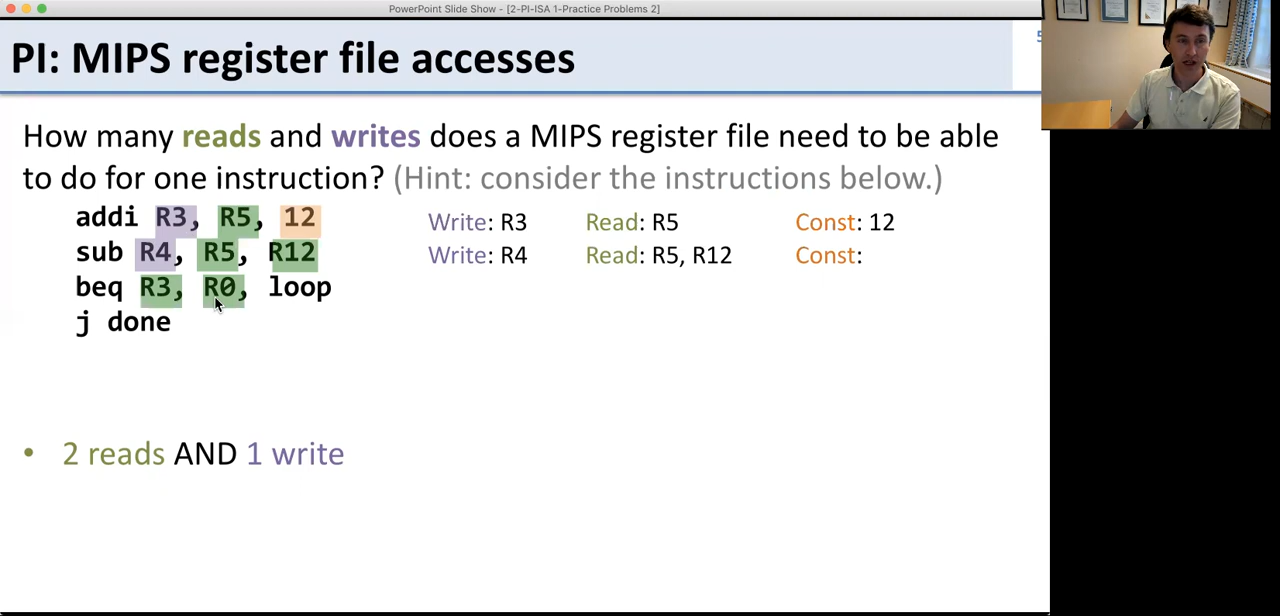 PowerPoint Slide Show - [2-PI-ISA 1-Practice Problems 2]
PI: MIPS register file accesses
How many reads and writes does a MIPS register file need to be able
to do for one instruction? (Hint: consider the instructions below.)
addi R3, R5, 12 Write: R3 Read: R5 Const: 12
sub R4, R5, R12 Write: R4 Read: R5, R12 Const:
beq R3, R0, loop
j done
• 2 reads AND 1 write